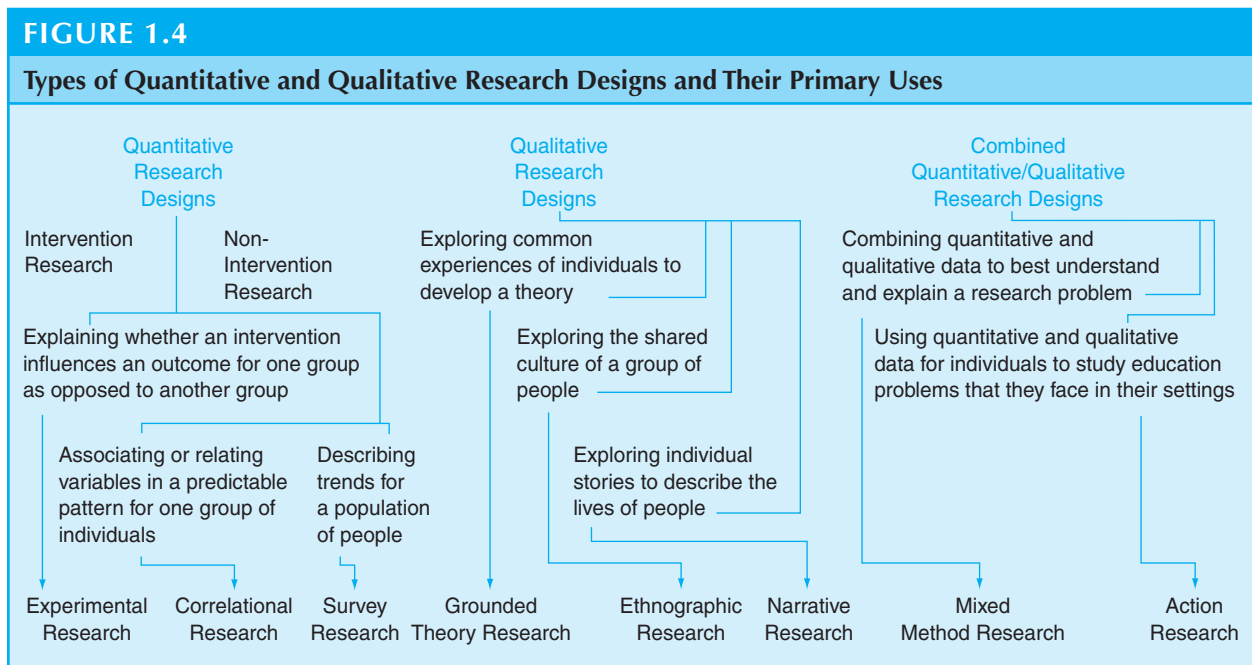 FIGURE 1.4
Types of Quantitative and Qualitative Research Designs and Their Primary Uses
Quantitative
Research
Designs
Intervention
Research
Non-
Intervention
Research
Explaining whether an intervention
influences an outcome for one group
as opposed to another group
Associating or relating
variables in a predictable
pattern for one group of
individuals
Describing
trends for
a population
of people
Experimental
Research
Correlational
Research
Survey
Research
Qualitative
Research
Designs
Exploring common
experiences of individuals to
develop a theory
Exploring the shared
culture of a group of
people
Exploring individual
stories to describe the
lives of people
Grounded
Theory Research
Ethnographic
Research
Narrative
Research
Combined
Quantitative/Qualitative
Research Designs
Combining quantitative and
qualitative data to best understand
and explain a research problem
Using quantitative and qualitative
data for individuals to study education
problems that they face in their settings
Mixed
Method Research
Action
Research